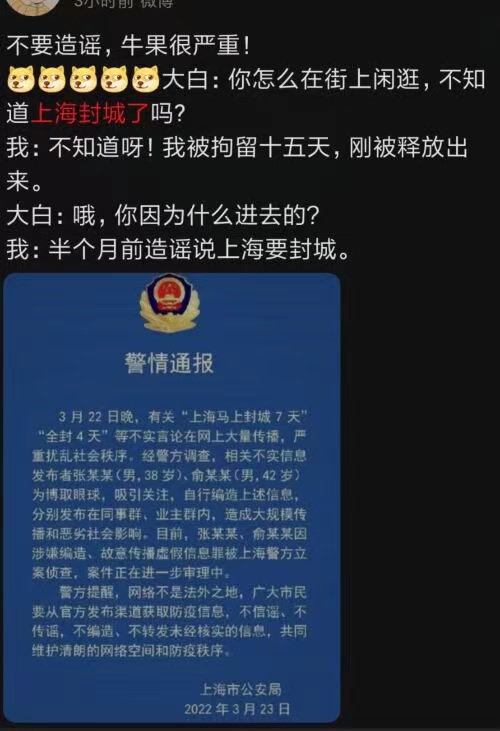 3小时前 微博
不要造谣，牛果很严重！
大白：你怎么在街上闲逛，不知
道上海封城了吗？
我：不知道呀！我被拘留十五天，刚被释放出
来。
大白：哦，你因为什么进去的？
我：半个月前造谣说上海要封城。
警情通报
3月22日晚，有关“上海马上封城7天”
“全封4天”等不实言论在网上大量传播，严
重扰乱社会秩序。经警方调查，相关不实信息
发布者张某某（男，38岁）、俞某某（男，42岁）
为博取眼球，吸引关注，自行编造上述信息，
分别发布在同事群、业主群内，造成大规模传
播和恶劣社会影响。目前，张某某、俞某某因
涉嫌编造、故意传播虚假信息罪被上海警方立
案侦查，案件正在进一步审理中。
警方提醒，网络不是法外之地，广大市民
要从官方发布渠道获取防疫信息，不信谣、不
传谣，不编造、不转发未经核实的信息，共同
维护清朗的网络空间和防疫秩序。
上海市公安局
2022年3月23日